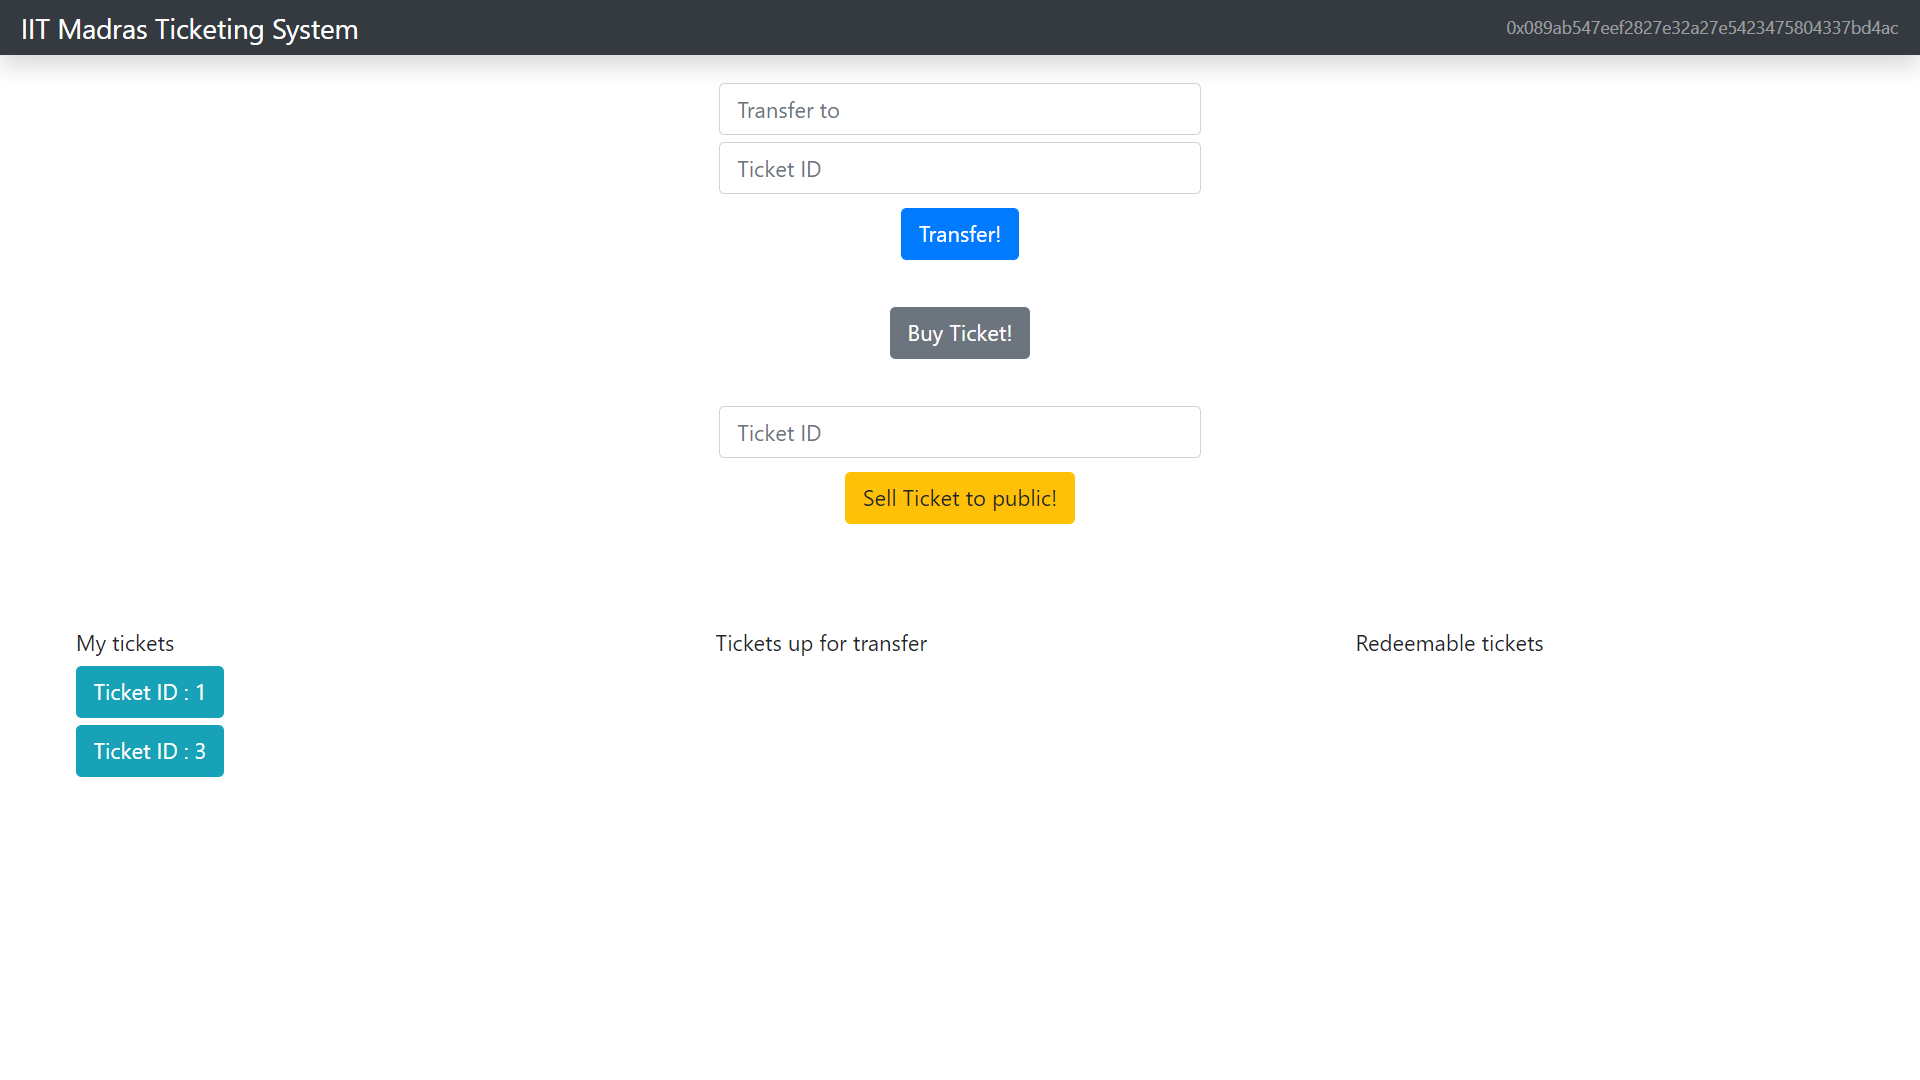 IIT Madras Ticketing System
0x089ab547eef2827e32a27e5423475804337bd4ac
Transfer to
Ticket ID
Transfer!
Buy Ticket!
Ticket ID
Sell Ticket to public!
My tickets
Ticket ID : 1
Ticket ID : 3
Tickets up for transfer
Redeemable tickets